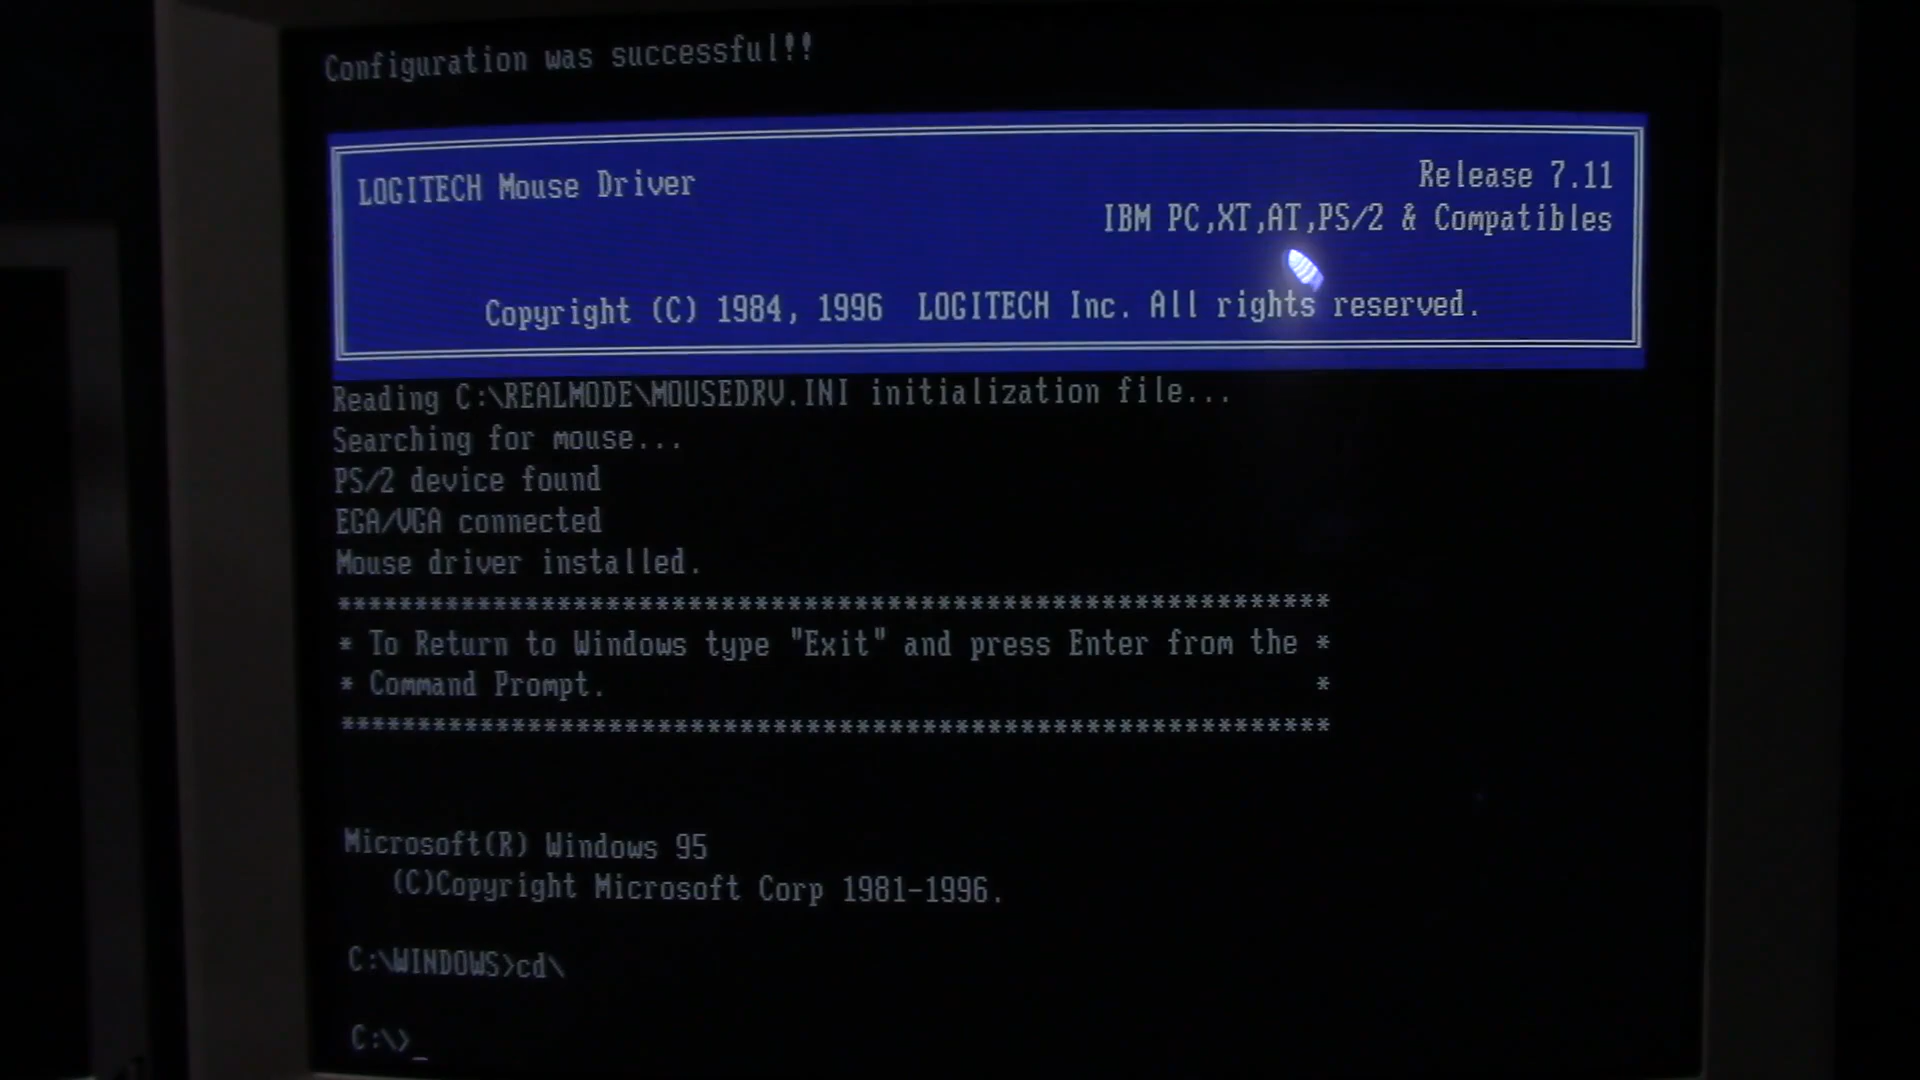 Configuration was successful!!
LOGITECH Mouse Driver
Release 7.11
IBM PC,XT,AT,PS/2 & Compatibles
Copyright (C) 1984, 1996  LOGITECH Inc. All rights reserved.
Reading C:\REALMODE\MOUSEDRV.INI initialization file...
Searching for mouse...
PS/2 device found
EGA/VGA connected
Mouse driver installed.
**************************************************************
* To Return to Windows type "Exit" and press Enter from the *
* Command Prompt. *
**************************************************************
Microsoft(R) Windows 95
(C)Copyright Microsoft Corp 1981-1996.
C:\WINDOWS>cd\
C:\>_